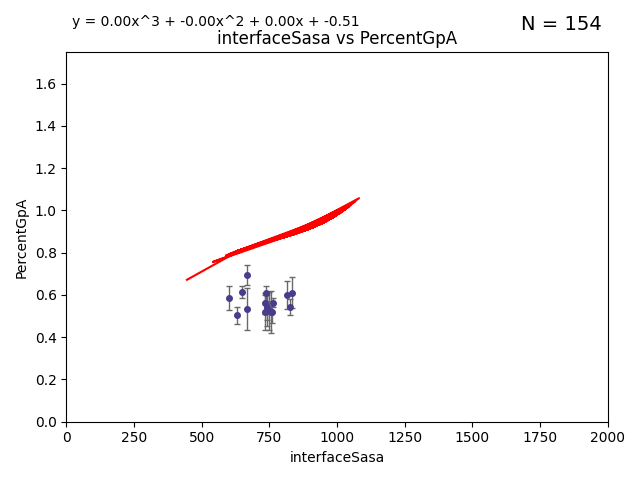 y = 0.00x^3 + -0.00x^2 + 0.00x + -0.51
N = 154
interfaceSasa vs PercentGpA
1.6
1.4
1.2
1.0
0.8
0.6
0.4
0.2
0.0
PercentGpA
0 250 500 750 1000 1250 1500 1750 2000
interfaceSasa